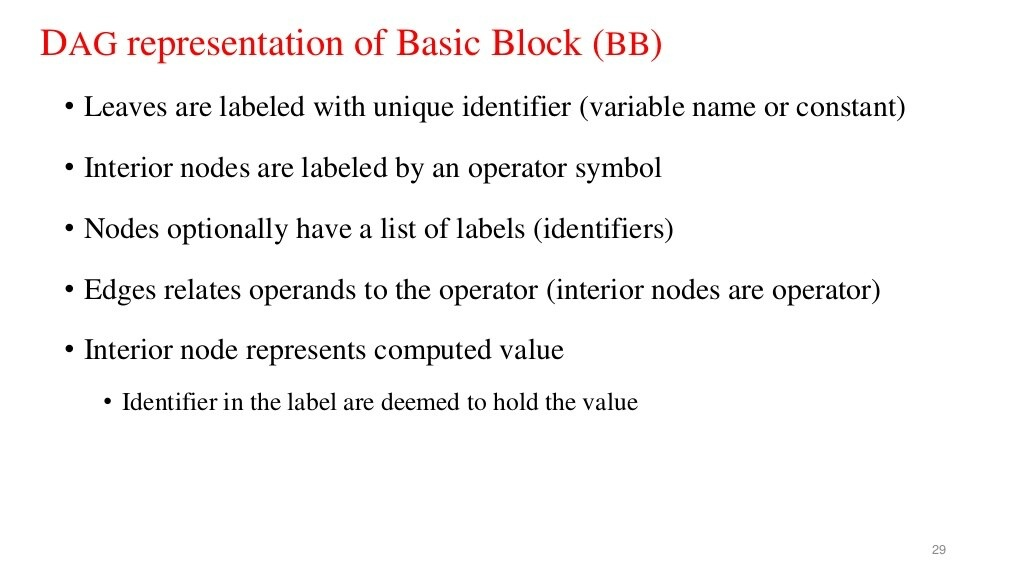 DAG representation of Basic Block (BB)
• Leaves are labeled with unique identifier (variable name or constant)
• Interior nodes are labeled by an operator symbol
• Nodes optionally have a list of labels (identifiers)
• Edges relates operands to the operator (interior nodes are operator)
• Interior node represents computed value
• Identifier in the label are deemed to hold the value
29